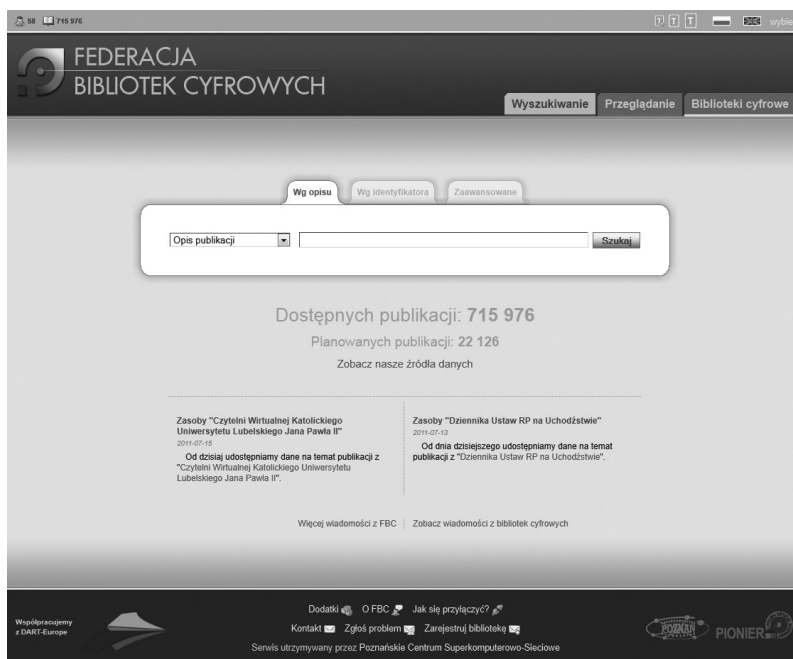 58 715 976
T T T wybie
FEDERACJA
BIBLIOTEK CYFROWYCH
Wyszukiwanie Przeglądanie Biblioteki cyfrowe
Wg opisu Wg identyfikatora Zaawansowane
Opis publikacji Szukaj
Dostępnych publikacji: 715 976
Planowanych publikacji: 22 126
Zobacz nasze źródła danych
Zasoby "Czytelni Wirtualnej Katolickiego
Uniwersytetu Lubelskiego Jana Pawła II"
2011-07-15
Od dzisiaj udostępniamy dane na temat publikacji z
"Czytelni Wirtualnej Katolickiego Uniwersytetu
Lubelskiego Jana Pawła II".
Zasoby "Dziennika Ustaw RP na Uchodźstwie"
2011-07-13
Od dnia dzisiejszego udostępniamy dane na temat
publikacji z "Dziennika Ustaw RP na Uchodźstwie".
Więcej wiadomości z FBC Zobacz wiadomości z bibliotek cyfrowych
Współpracujemy
z DART-Europe
Dodatki O FBC Jak się przyłączyć?
Kontakt Zgłoś problem Zarejestruj bibliotekę
Serwis utrzymywany przez Poznańskie Centrum Superkomputerowo-Sieciowe
POZNAŃ PIONIER